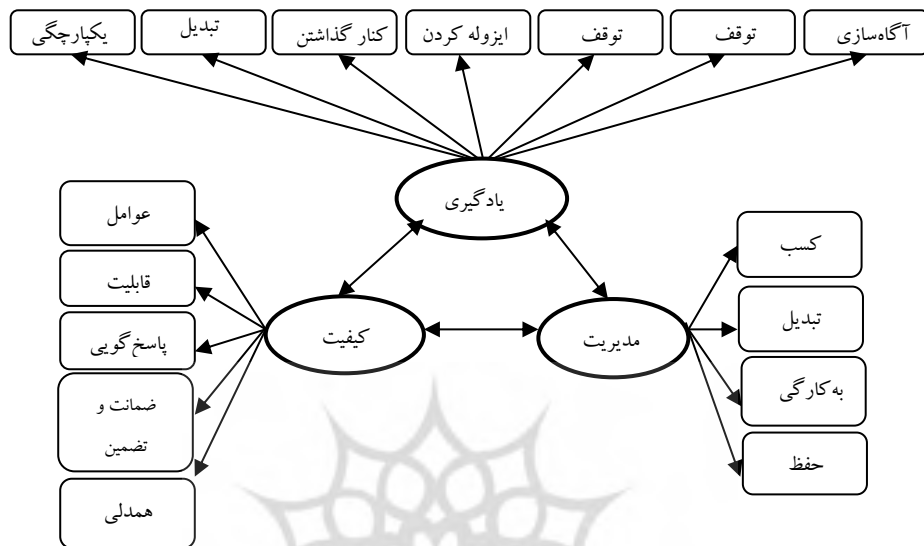 آگاه‌سازی
توقف
توقف
ایزوله کردن
کنار گذاشتن
تبدیل
یکپارچگی
یادگیری
کسب
تبدیل
به‌کارگی
حفظ
مدیریت
کیفیت
عوامل
قابلیت
پاسخ‌گویی
ضمانت و
تضمین
همدلی